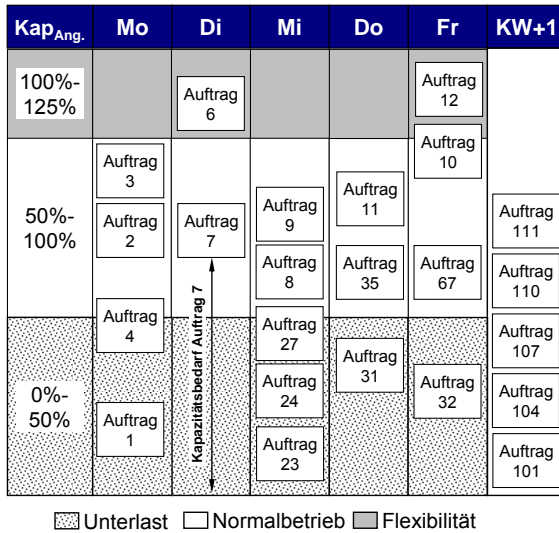 Kap_Ang. Mo Di Mi Do Fr KW+1
100%-
125%
50%-
100%
0%-
50%
Auftrag
3
Auftrag
2
Auftrag
4
Auftrag
1
Auftrag
6
Auftrag
7
Kapazitätsbedarf Auftrag 7
Auftrag
9
Auftrag
8
Auftrag
27
Auftrag
24
Auftrag
23
Auftrag
11
Auftrag
35
Auftrag
31
Auftrag
12
Auftrag
10
Auftrag
67
Auftrag
32
Auftrag
111
Auftrag
110
Auftrag
107
Auftrag
104
Auftrag
101
Unterlast Normalbetrieb Flexibilität